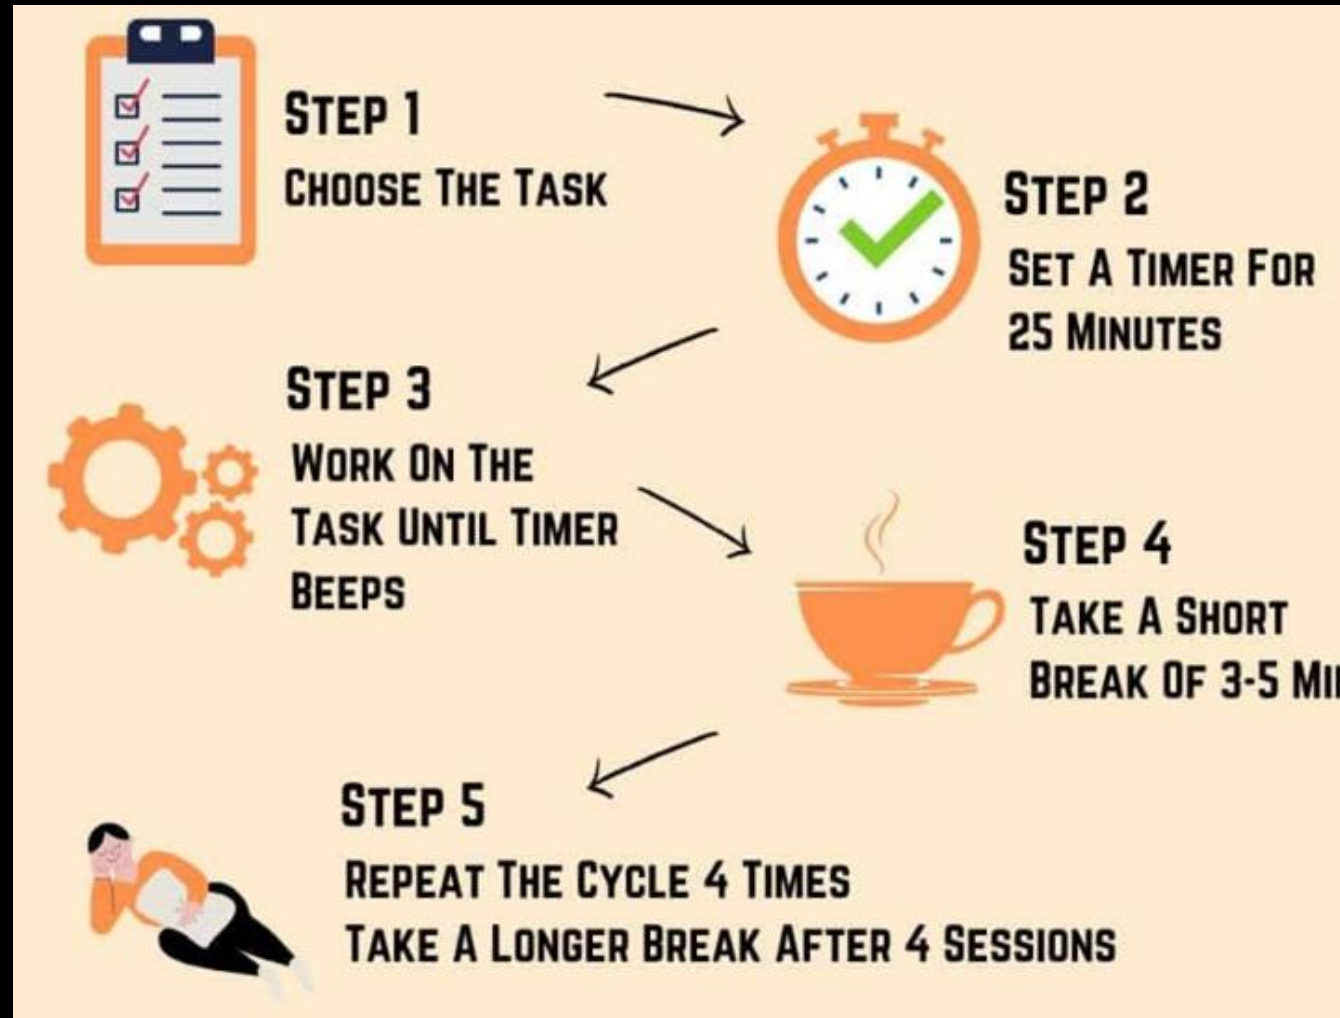 STEP 1
CHOOSE THE TASK
STEP 2
SET A TIMER FOR
25 MINUTES
STEP 3
WORK ON THE
TASK UNTIL TIMER
BEEPS
STEP 4
TAKE A SHORT
BREAK OF 3-5
STEP 5
REPEAT THE CYCLE 4 TIMES
TAKE A LONGER BREAK AFTER 4 SESSIONS